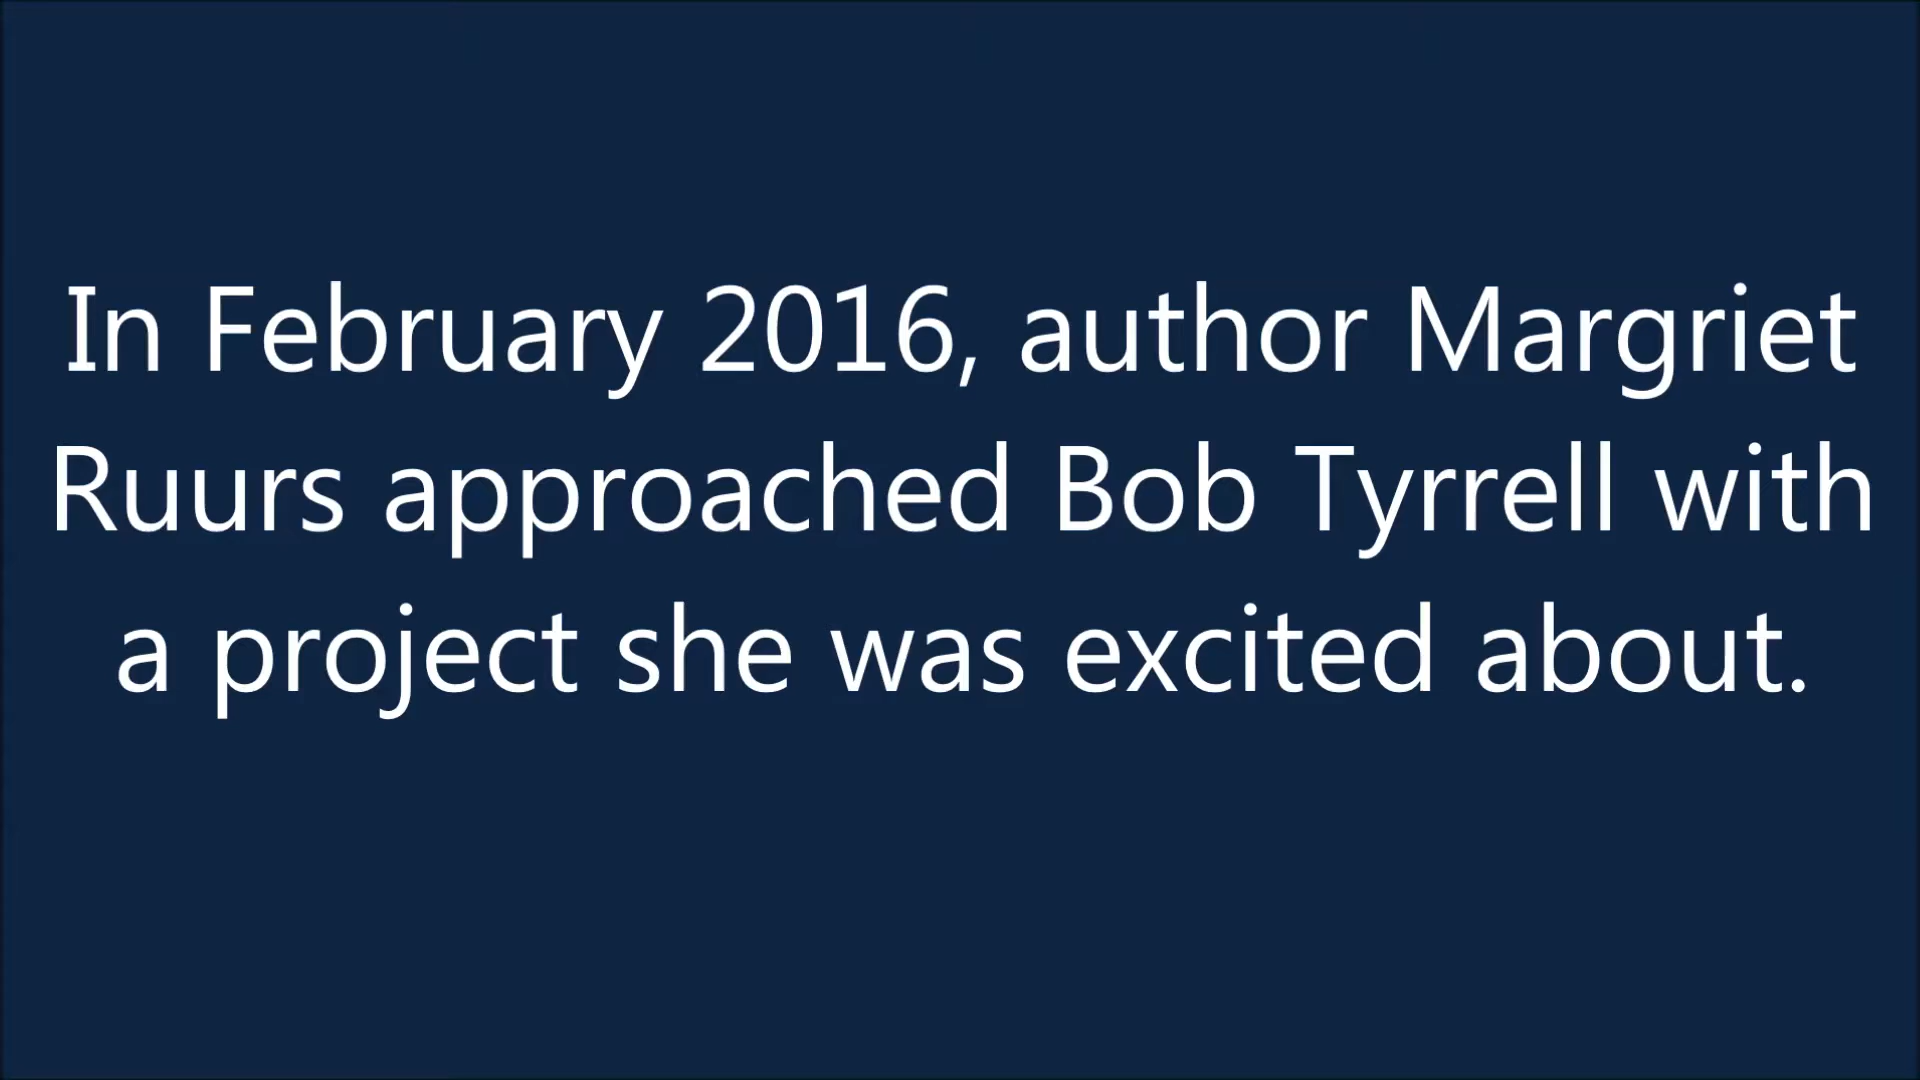 In February 2016, author Margriet
Ruurs approached Bob Tyrrell with
a project she was excited about.